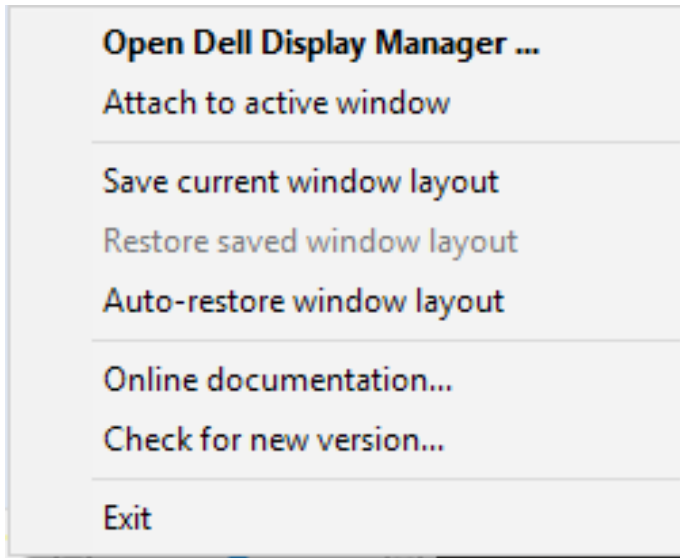 Open Dell Display Manager ...
Attach to active window
Save current window layout
Restore saved window layout
Auto-restore window layout
Online documentation...
Check for new version...
Exit